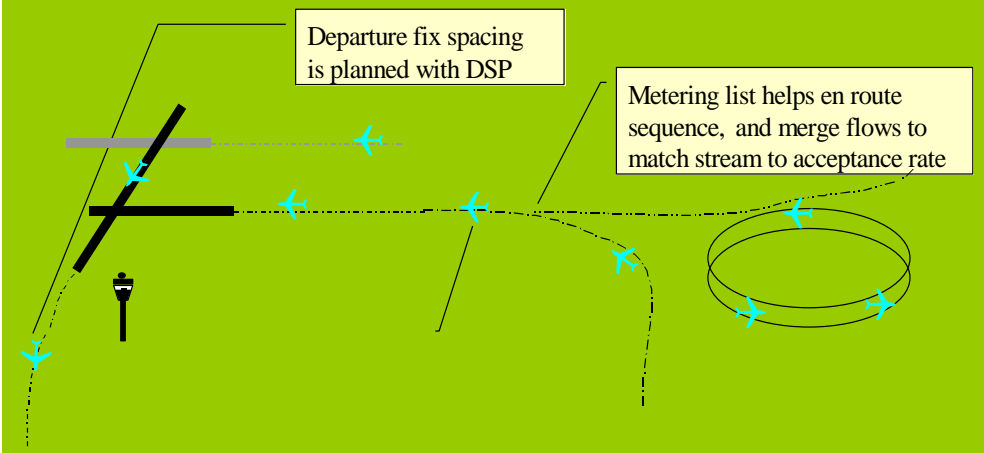 Departure fix spacing
is planned with DSP
Metering list helps en route
sequence, and merge flows to
match stream to acceptance rate